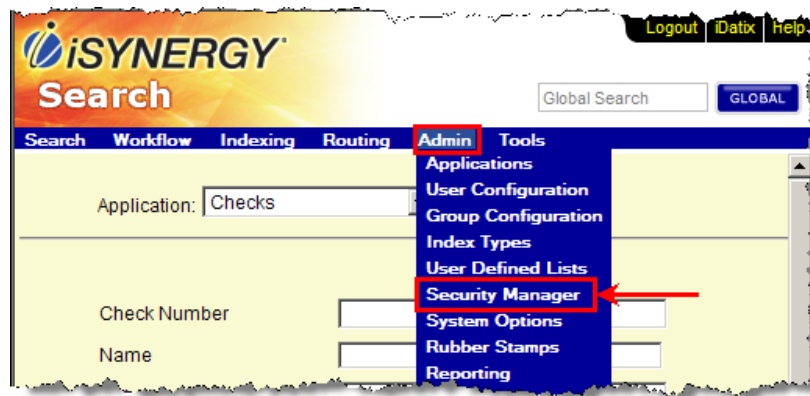 Logout iDatix Help
iSYNERGY
Search
Global Search GLOBAL
Search Workflow Indexing Routing Admin Tools
Applications
Application: Checks
User Configuration
Group Configuration
Index Types
User Defined Lists
Security Manager
Check Number
System Options
Name
Rubber Stamps
Reporting